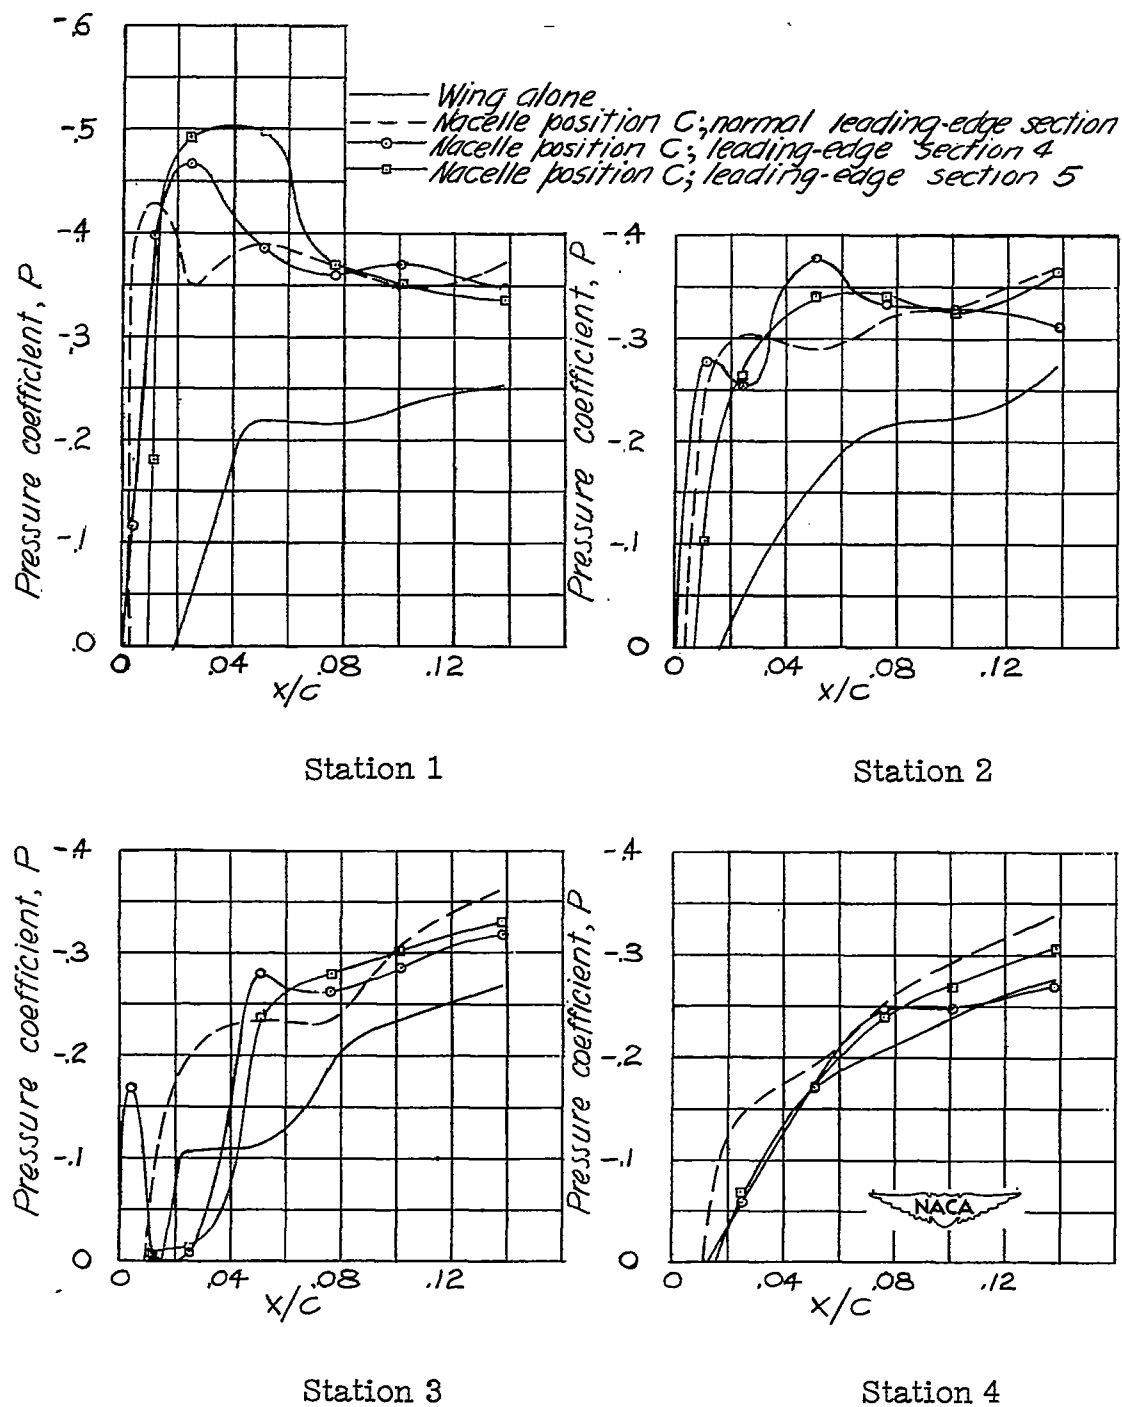 -.6
-.5
-.4
-.3
-.2
-.1
.0
Pressure coefficient, P
0 .04 .08 .12
x/c
Wing alone
Nacelle position C; normal leading-edge section
Nacelle position C; leading-edge section 4
Nacelle position C; leading-edge section 5
Station 1
-.4
-.3
-.2
-.1
0
Pressure coefficient, P
0 .04 .08 .12
x/c
Station 2
-.4
-.3
-.2
-.1
0
Pressure coefficient, P
0 .04 .08 .12
x/c
Station 3
-.4
-.3
-.2
-.1
0
Pressure coefficient, P
0 .04 .08 .12
x/c
NACA
Station 4